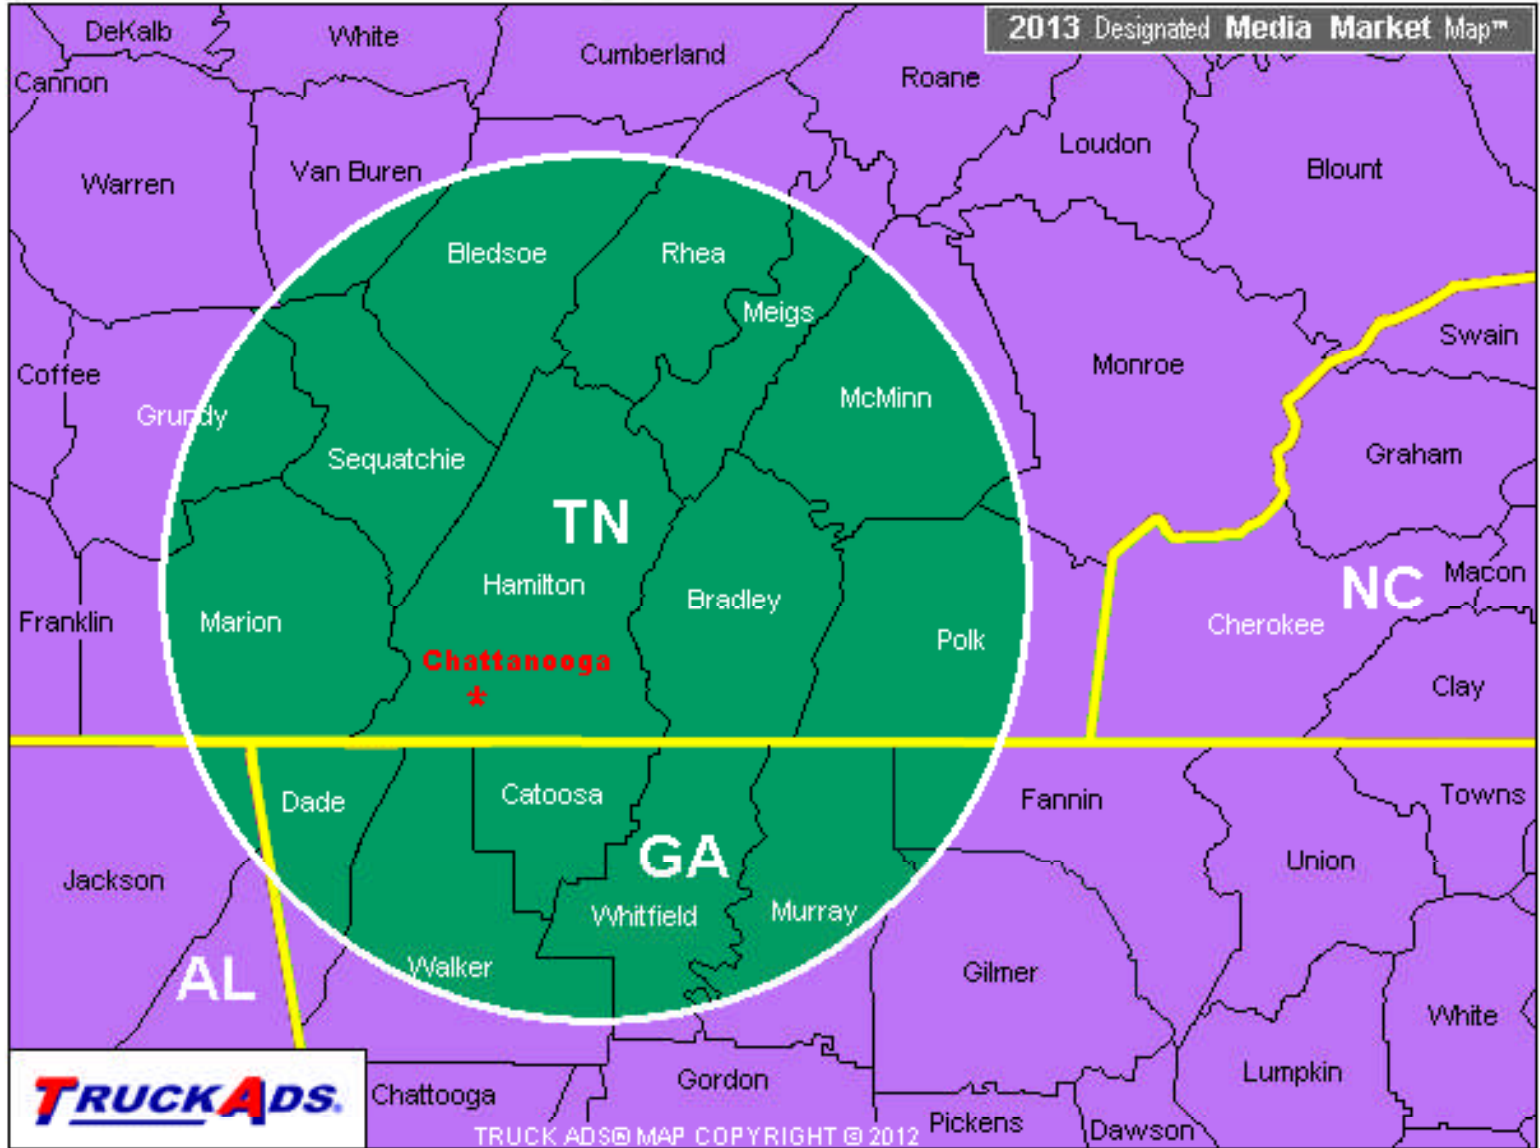 2013 Designated Media Market Map™
DeKalb
White
Cumberland
Cannon
Roane
Loudon
Blount
Warren
Van Buren
Bledsoe
Rhea
Meigs
Swain
Coffee
Monroe
McMinn
Grundy
Sequatchie
Graham
TN
Hamilton
Bradley
NC
Macon
Franklin
Marion
Cherokee
Polk
Chattanooga
*
Clay
Dade
Catoosa
Fannin
Towns
GA
Union
Jackson
Whitfield
Murray
AL
Walker
Gilmer
White
Lumpkin
Gordon
Chattooga
TRUCKADS®
Pickens
Dawson
TRUCK ADS® MAP COPYRIGHT © 2012